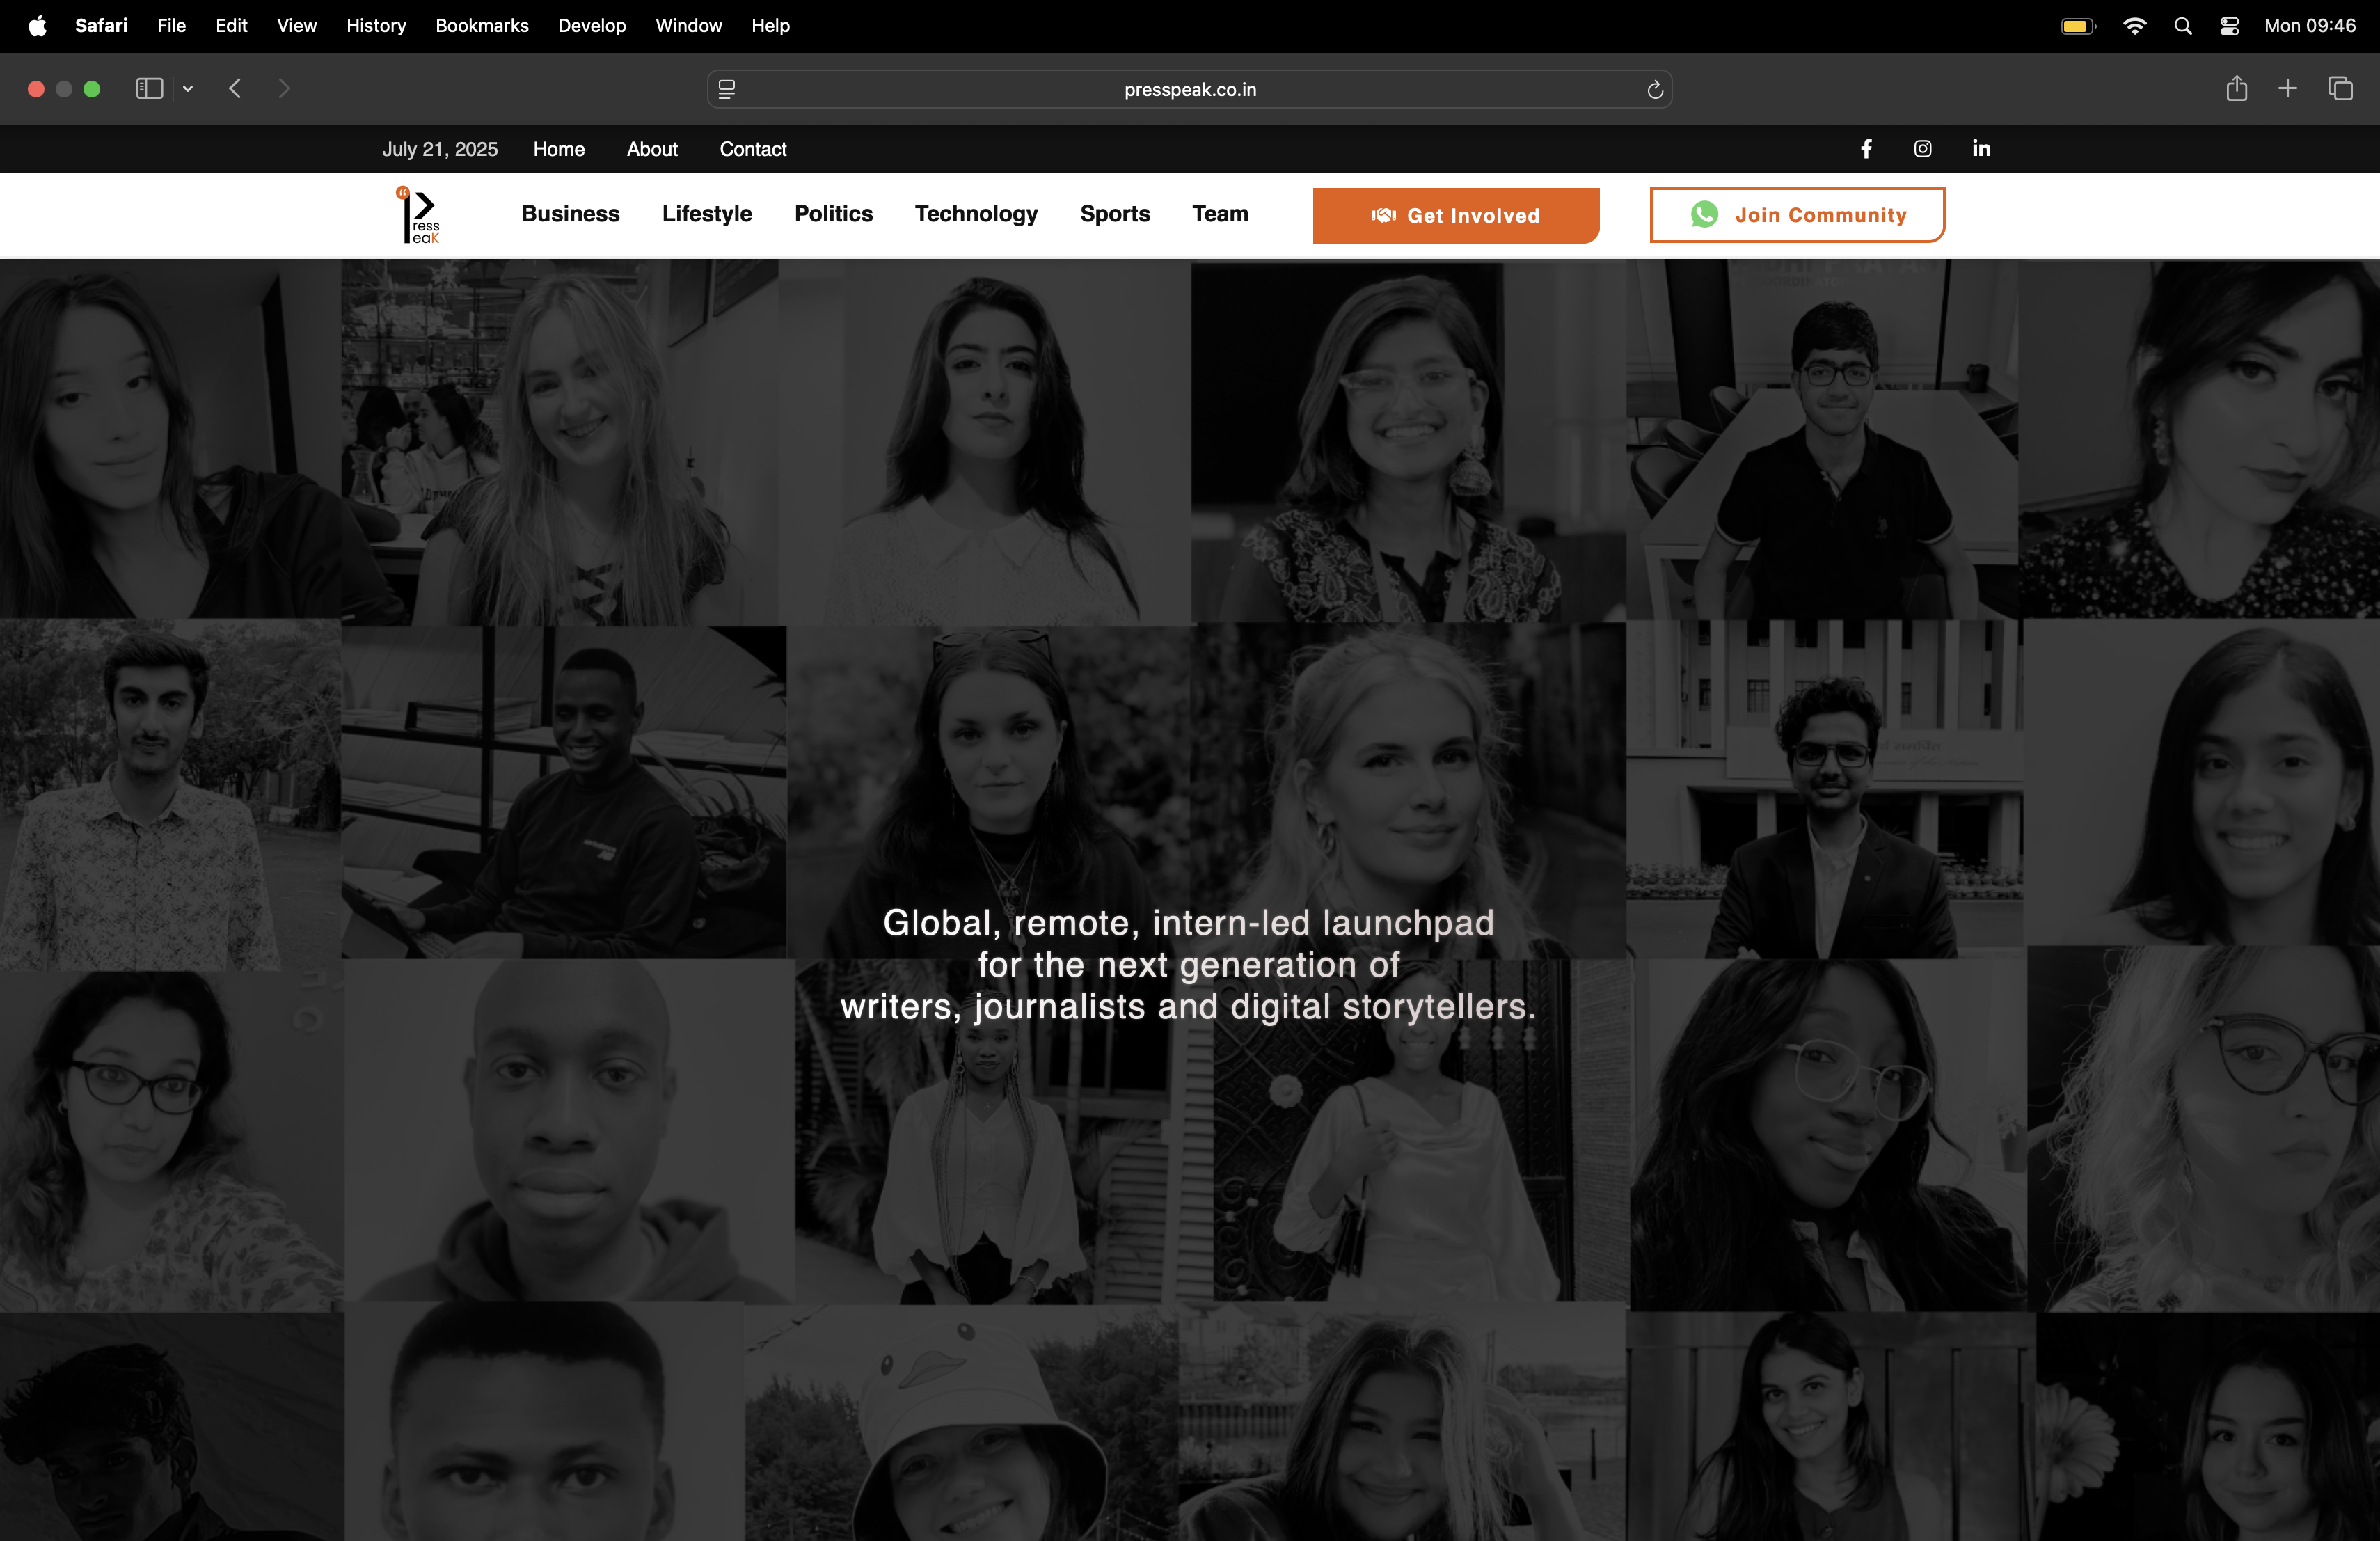 Safari File Edit View History Bookmarks Develop Window Help Mon 09:46
presspeak.co.in
July 21, 2025 Home About Contact
Press Peak
Business Lifestyle Politics Technology Sports Team Get Involved Join Community
Global, remote, intern-led launchpad
for the next generation of
writers, journalists and digital storytellers.